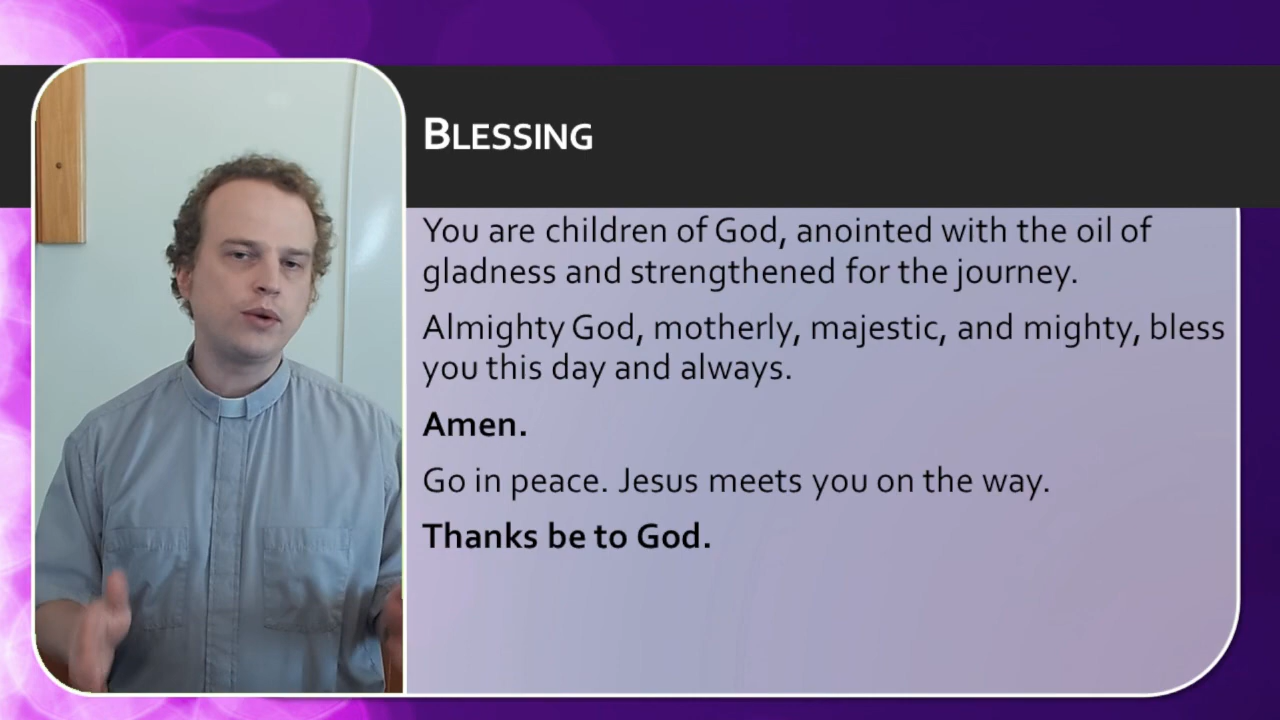 BLESSING
You are children of God, anointed with the oil of
gladness and strengthened for the journey.
Almighty God, motherly, majestic, and mighty, bless
you this day and always.
Amen.
Go in peace. Jesus meets you on the way.
Thanks be to God.